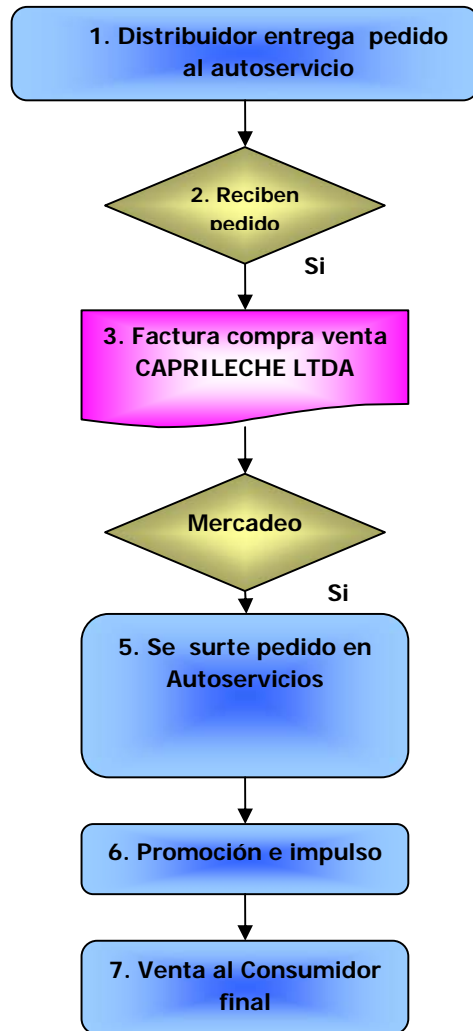 1. Distribuidor entrega pedido
al autoservicio
2. Reciben
pedido
Si
3. Factura compra venta
CAPRILECHE LTDA
Mercadeo
Si
5. Se surte pedido en
Autoservicios
6. Promoción e impulso
7. Venta al Consumidor
final